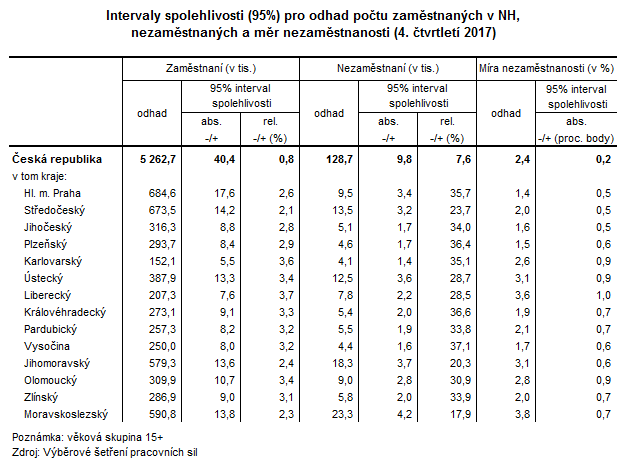 Intervaly spolehlivosti (95%) pro odhad počtu zaměstnaných v NH,
nezaměstnaných a měr nezaměstnanosti (4. čtvrtletí 2017)
Zaměstnaní (v tis.) Nezaměstnaní (v tis.) Míra nezaměstnanosti (v %)
odhad 95% interval spolehlivosti odhad 95% interval spolehlivosti odhad 95% interval spolehlivosti
abs. -/+ rel. -/+ (%) abs. -/+ rel. -/+ (%) abs. -/+ (proc. body)
Česká republika 5 262,7 40,4 0,8 128,7 9,8 7,6 2,4 0,2
v tom kraje:
Hl. m. Praha 684,6 17,6 2,6 9,5 3,4 35,7 1,4 0,5
Středočeský 673,5 14,2 2,1 13,5 3,2 23,7 2,0 0,5
Jihočeský 316,3 8,8 2,8 5,1 1,7 34,0 1,6 0,5
Plzeňský 293,7 8,4 2,9 4,6 1,7 36,4 1,5 0,6
Karlovarský 152,1 5,5 3,6 4,1 1,4 35,1 2,6 0,9
Ústecký 387,9 13,3 3,4 12,5 3,6 28,7 3,1 0,9
Liberecký 207,3 7,6 3,7 7,8 2,2 28,5 3,6 1,0
Královéhradecký 273,1 9,1 3,3 5,4 2,0 36,6 1,9 0,7
Pardubický 257,3 8,2 3,2 5,5 1,9 33,8 2,1 0,7
Vysočina 250,0 8,0 3,2 4,4 1,6 37,1 1,7 0,6
Jihomoravský 579,3 13,6 2,4 18,3 3,7 20,3 3,1 0,6
Olomoucký 309,9 10,7 3,4 9,0 2,8 30,9 2,8 0,9
Zlínský 286,9 9,0 3,1 5,8 2,0 33,9 2,0 0,7
Moravskoslezský 590,8 13,8 2,3 23,3 4,2 17,9 3,8 0,7
Poznámka: věková skupina 15+
Zdroj: Výběrové šetření pracovních sil